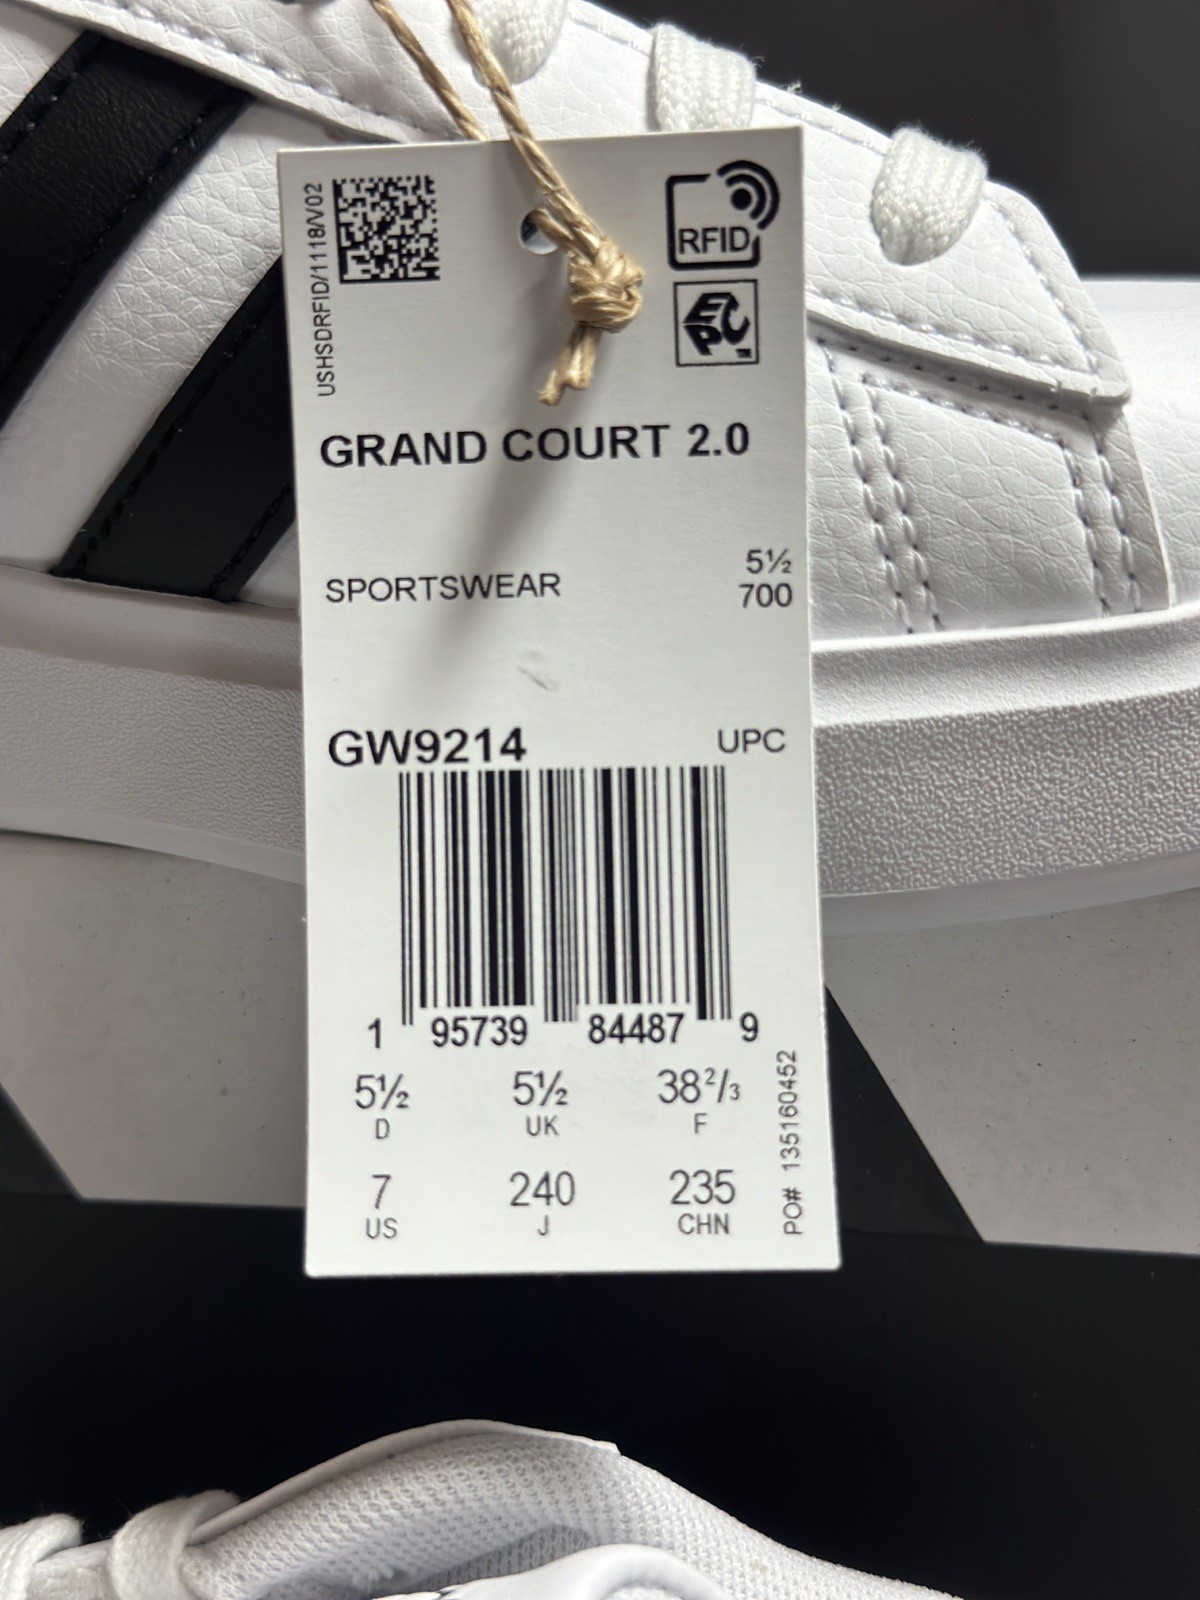 USHSDRFID/1118/V02
RFID
EPC™
GRAND COURT 2.0
SPORTSWEAR
5½
700
GW9214
UPC
1 95739 84487 9
5½ 5½ 38²/₃
D UK F
7 240 235
US J CHN
PO# 135160452